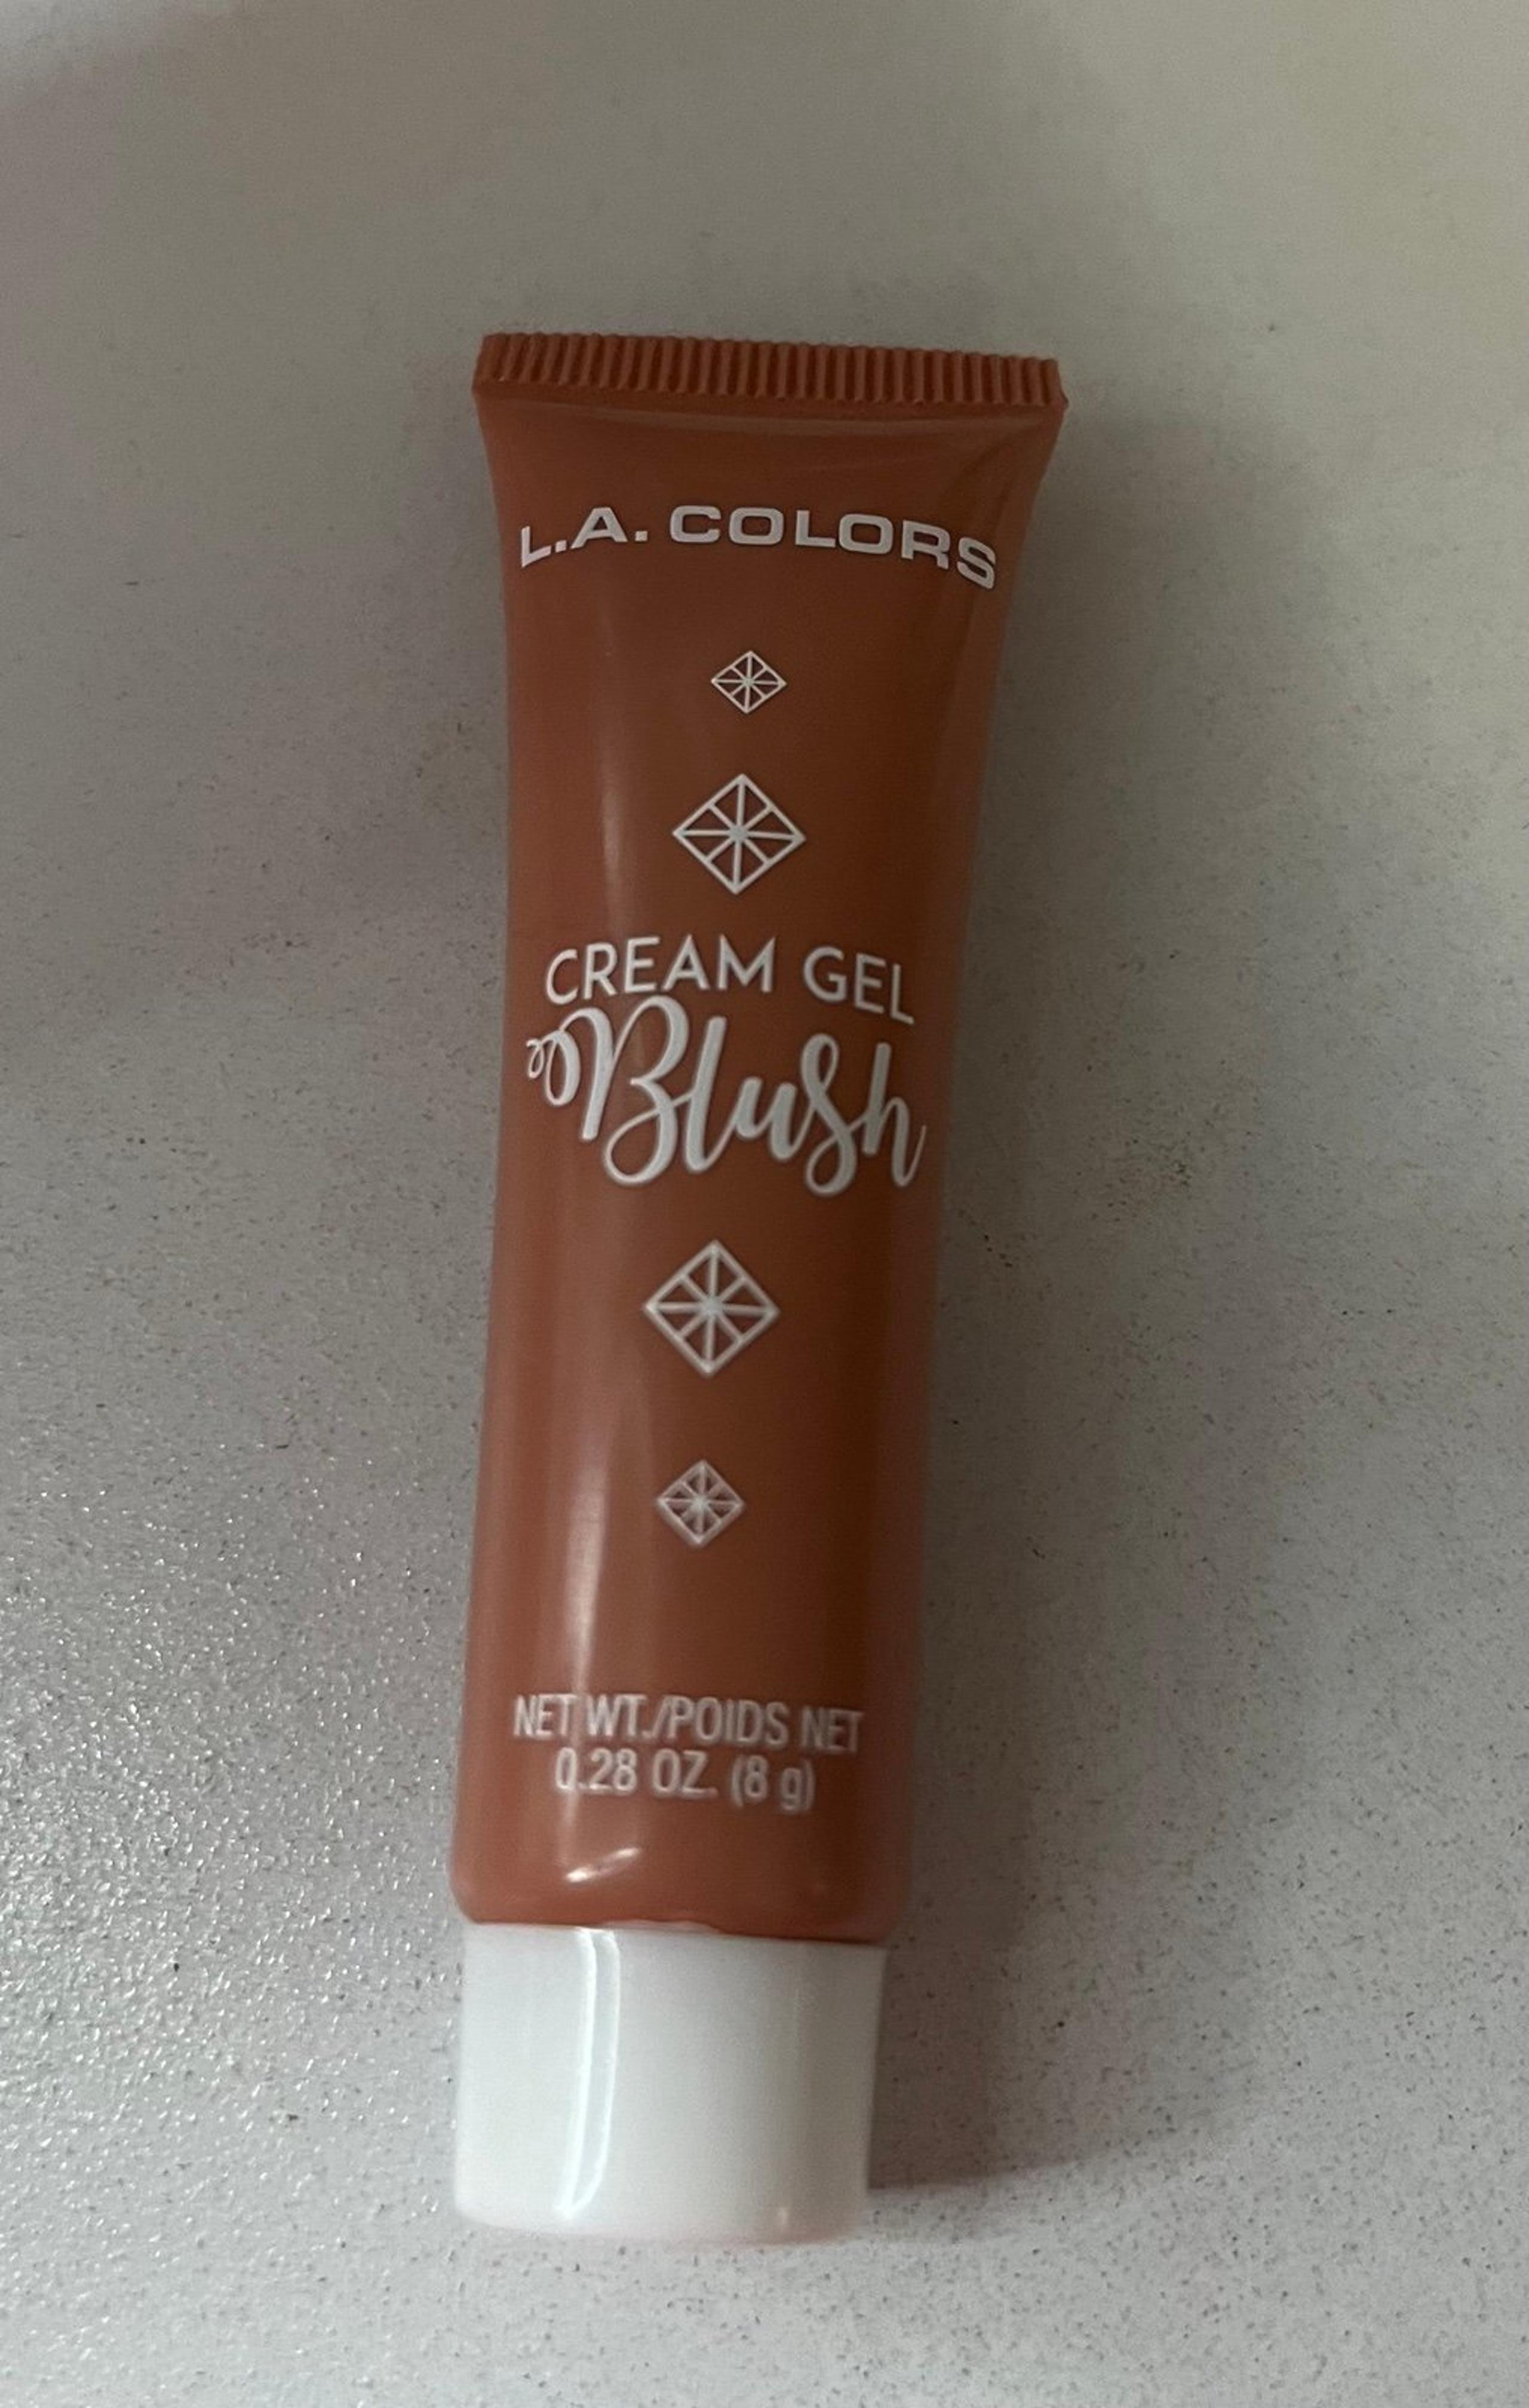 L.A. COLORS
CREAM GEL
Blush
NET WT./POIDS NET
0.28 OZ. (8 g)